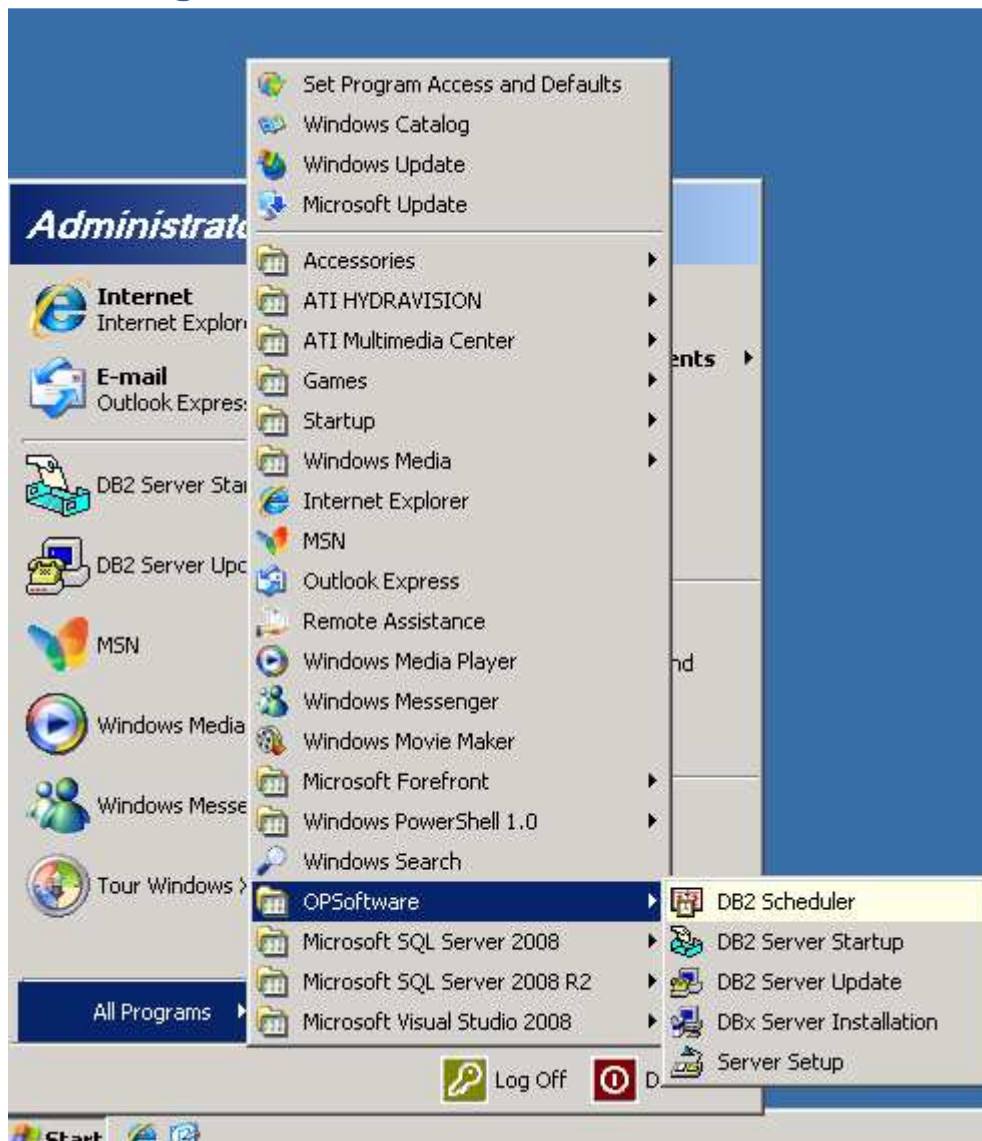 Set Program Access and Defaults
Windows Catalog
Windows Update
Microsoft Update
Accessories
ATI HYDRAVISION
ATI Multimedia Center
Games
Startup
Windows Media
Internet Explorer
MSN
Outlook Express
Remote Assistance
Windows Media Player
Windows Messenger
Windows Movie Maker
Microsoft Forefront
Windows PowerShell 1.0
Windows Search
OPSoftware
Microsoft SQL Server 2008
Microsoft SQL Server 2008 R2
Microsoft Visual Studio 2008
Administrato
Internet
Internet Explor
E-mail
Outlook Expres
DB2 Server Sta
DB2 Server Upd
MSN
Windows Media
Windows Messe
Tour Windows
All Programs
ents
nd
DB2 Scheduler
DB2 Server Startup
DB2 Server Update
DBx Server Installation
Server Setup
Log Off
Start